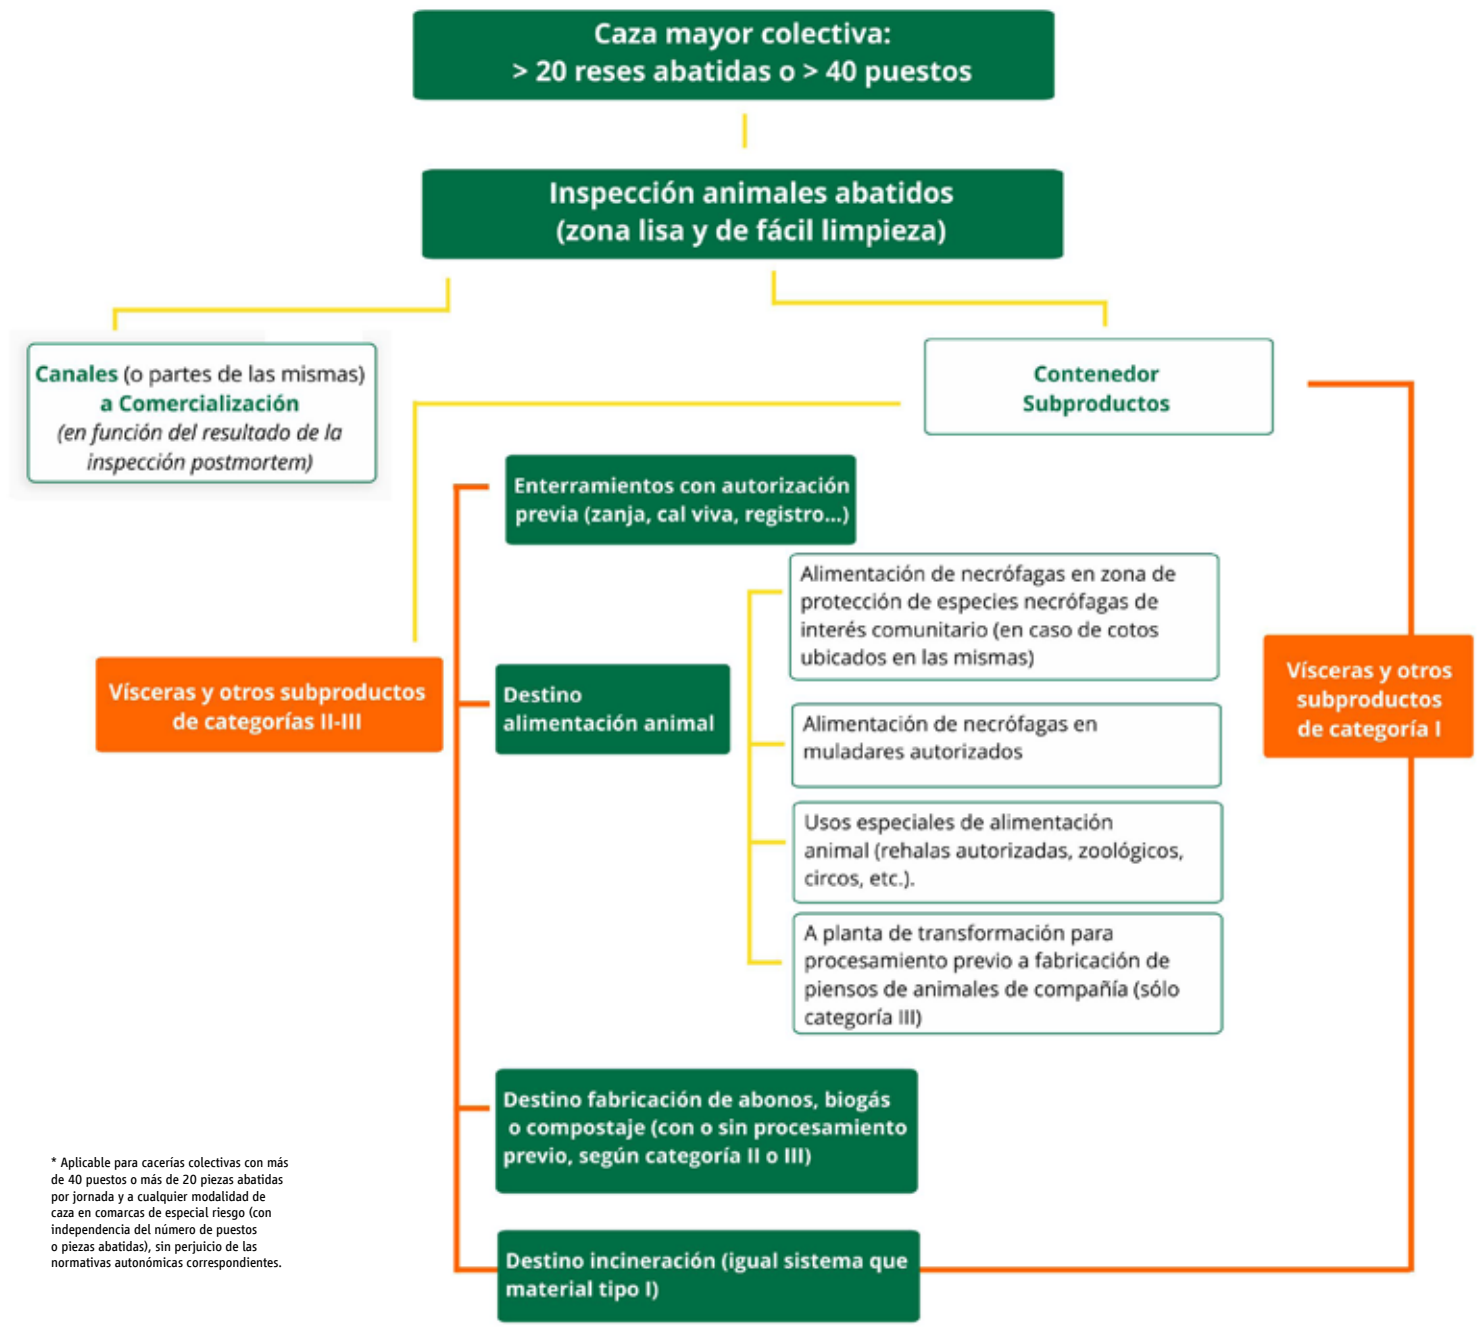 Caza mayor colectiva:
> 20 reses abatidas o > 40 puestos
Inspección animales abatidos
(zona lisa y de fácil limpieza)
Canales (o partes de las mismas)
a Comercialización
(en función del resultado de la
inspección postmortem)
Contenedor
Subproductos
Enterramientos con autorización
previa (zanja, cal viva, registro...)
Alimentación de necrófagas en zona de
protección de especies necrófagas de
interés comunitario (en caso de cotos
ubicados en las mismas)
Vísceras y otros subproductos
de categorías II-III
Destino
alimentación animal
Vísceras y otros
subproductos
de categoría I
Alimentación de necrófagas en
muladares autorizados
Usos especiales de alimentación
animal (rehalas autorizadas, zoológicos,
circos, etc.).
A planta de transformación para
procesamiento previo a fabricación de
piensos de animales de compañía (sólo
categoría III)
Destino fabricación de abonos, biogás
o compostaje (con o sin procesamiento
previo, según categoría II o III)
* Aplicable para cacerías colectivas con más
de 40 puestos o más de 20 piezas abatidas
por jornada y a cualquier modalidad de
caza en comarcas de especial riesgo (con
independencia del número de puestos
o piezas abatidas), sin perjuicio de las
normativas autonómicas correspondientes.
Destino incineración (igual sistema que
material tipo I)